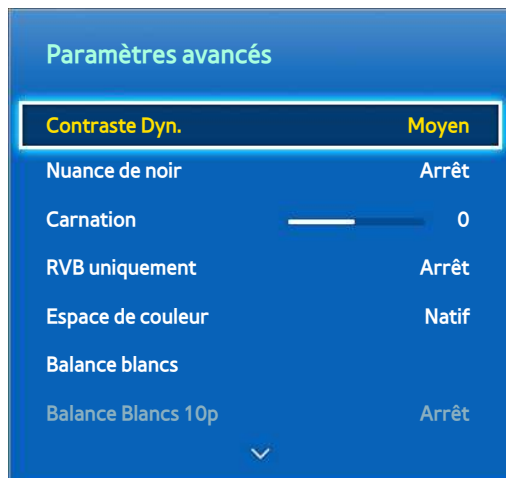 Paramètres avancés
Contraste Dyn. Moyen
Nuance de noir Arrêt
Carnation 0
RVB uniquement Arrêt
Espace de couleur Natif
Balance blancs
Balance Blancs 10p Arrêt